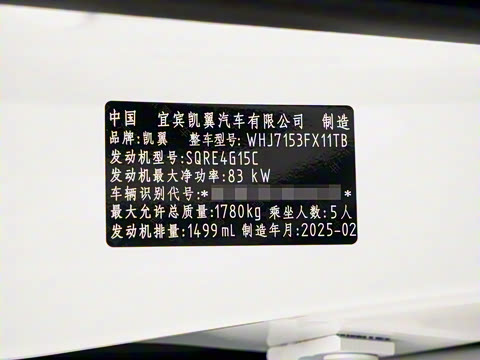 中国 宜宾凯翼汽车有限公司 制造
品牌:凯翼 整车型号:WHJ7153FX11TB
发动机型号:SQRE4G15C
发动机最大净功率:83 kW
车辆识别代号:* *
最大允许总质量:1780kg 乘坐人数:5人
发动机排量:1499mL 制造年月:2025-02